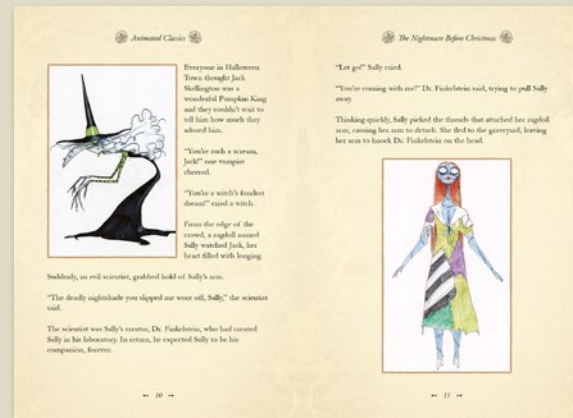 Animated Classics
Everyone in Halloween
Town thought Jack
Skellington was a
wonderful Pumpkin King
and they couldn't wait to
tell him how much they
adored him.
"You're such a scream,
Jack!" one vampire
cheered.
"You're a witch's fondest
dream!" cried a witch.
From the edge of the
crowd, a ragdoll named
Sally watched Jack, her
heart filled with longing.
Suddenly, an evil scientist, grabbed hold of Sally's arm.
"The deadly nightshade you slipped me wore off, Sally," the scientist
said.
The scientist was Sally's creator, Dr. Finkelstein, who had created
Sally in his laboratory. In return, he expected Sally to be his
companion, forever.
10
The Nightmare Before Christmas
"Let go!" Sally cried.
"You're coming with me!" Dr. Finkelstein said, trying to pull Sally
away.
Thinking quickly, Sally picked the threads that attached her ragdoll
arm, causing her arm to detach. She fled to the graveyard, leaving
her arm to knock Dr. Finkelstein on the head.
11